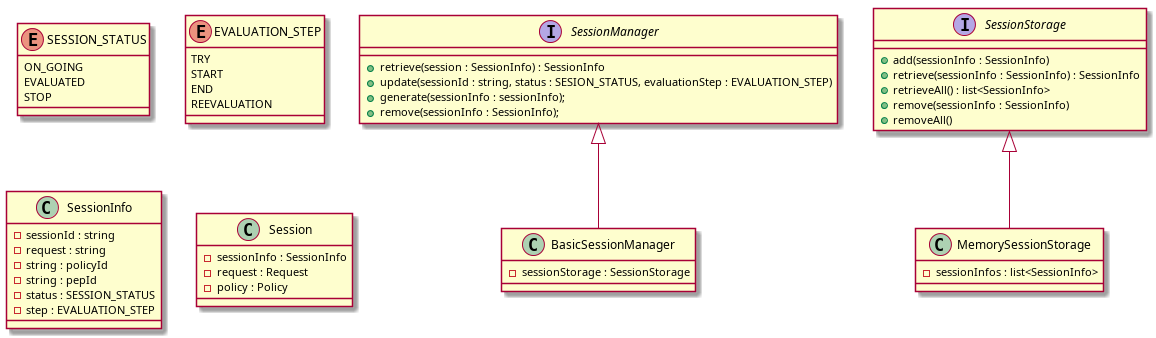 E SESSION_STATUS
ON_GOING
EVALUATED
STOP
E EVALUATION_STEP
TRY
START
END
REEVALUATION
I SessionManager
retrieve(session : SessionInfo) : SessionInfo
update(sessionId : string, status : SESION_STATUS, evaluationStep : EVALUATION_STEP)
generate(sessionInfo : sessionInfo);
remove(sessionInfo : SessionInfo);
I SessionStorage
add(sessionInfo : SessionInfo)
retrieve(sessionInfo : SessionInfo) : SessionInfo
retrieveAll() : list<SessionInfo>
remove(sessionInfo : SessionInfo)
removeAll()
C SessionInfo
sessionId : string
request : string
string : policyId
string : pepId
status : SESSION_STATUS
step : EVALUATION_STEP
C Session
sessionInfo : SessionInfo
request : Request
policy : Policy
C BasicSessionManager
sessionStorage : SessionStorage
C MemorySessionStorage
sessionInfos : list<SessionInfo>